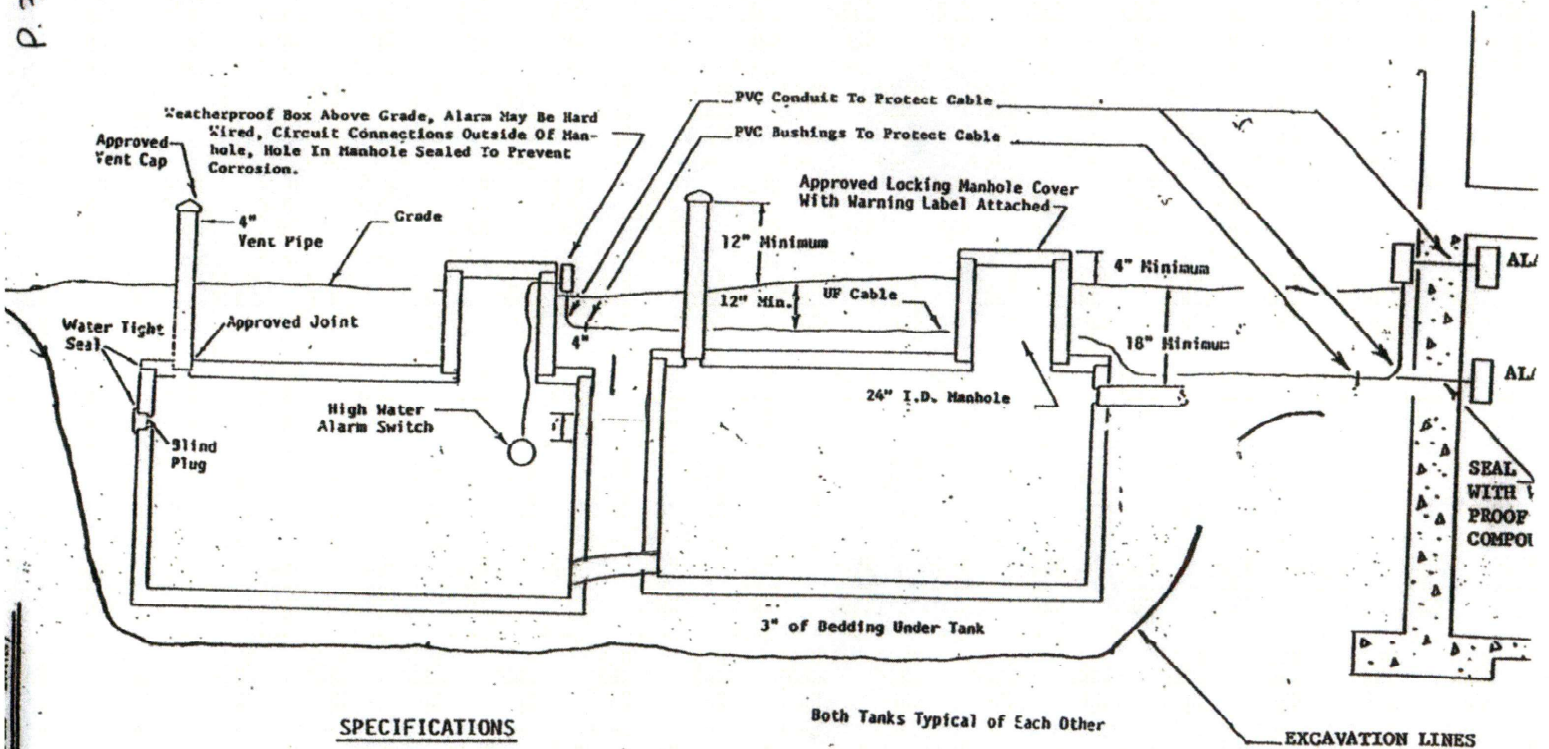 P.
Weatherproof Box Above Grade, Alarm May Be Hard
Wired, Circuit Connections Outside Of Man-
hole, Hole In Manhole Sealed To Prevent
Corrosion.
PVC Conduit To Protect Cable
PVC Bushings To Protect Cable
Approved
Vent Cap
4"
Vent Pipe
Grade
Approved Locking Manhole Cover
With Warning Label Attached
12" Minimum
4" Minimum
12" Min.
UF Cable
Water Tight
Seal
Approved Joint
4"
18" Minimum
24" I.D. Manhole
High Water
Alarm Switch
Blind
Plug
SEAL
WITH
PROOF
3" of Bedding Under Tank
SPECIFICATIONS
Both Tanks Typical of Each Other
EXCAVATION LINES